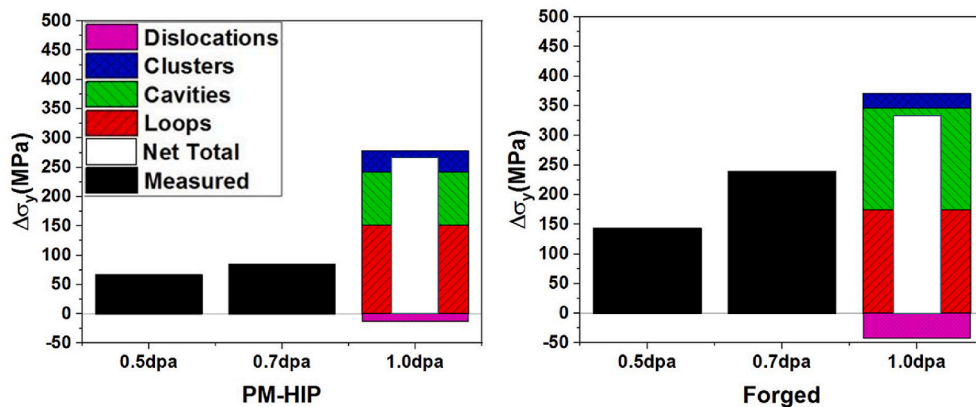 500
450
400
350
300
250
200
150
100
50
0
-50
Δσy(MPa)
Dislocations
Clusters
Cavities
Loops
Net Total
Measured
0.5dpa 0.7dpa 1.0dpa
PM-HIP
500
450
400
350
300
250
200
150
100
50
0
-50
Δσy(MPa)
0.5dpa 0.7dpa 1.0dpa
Forged